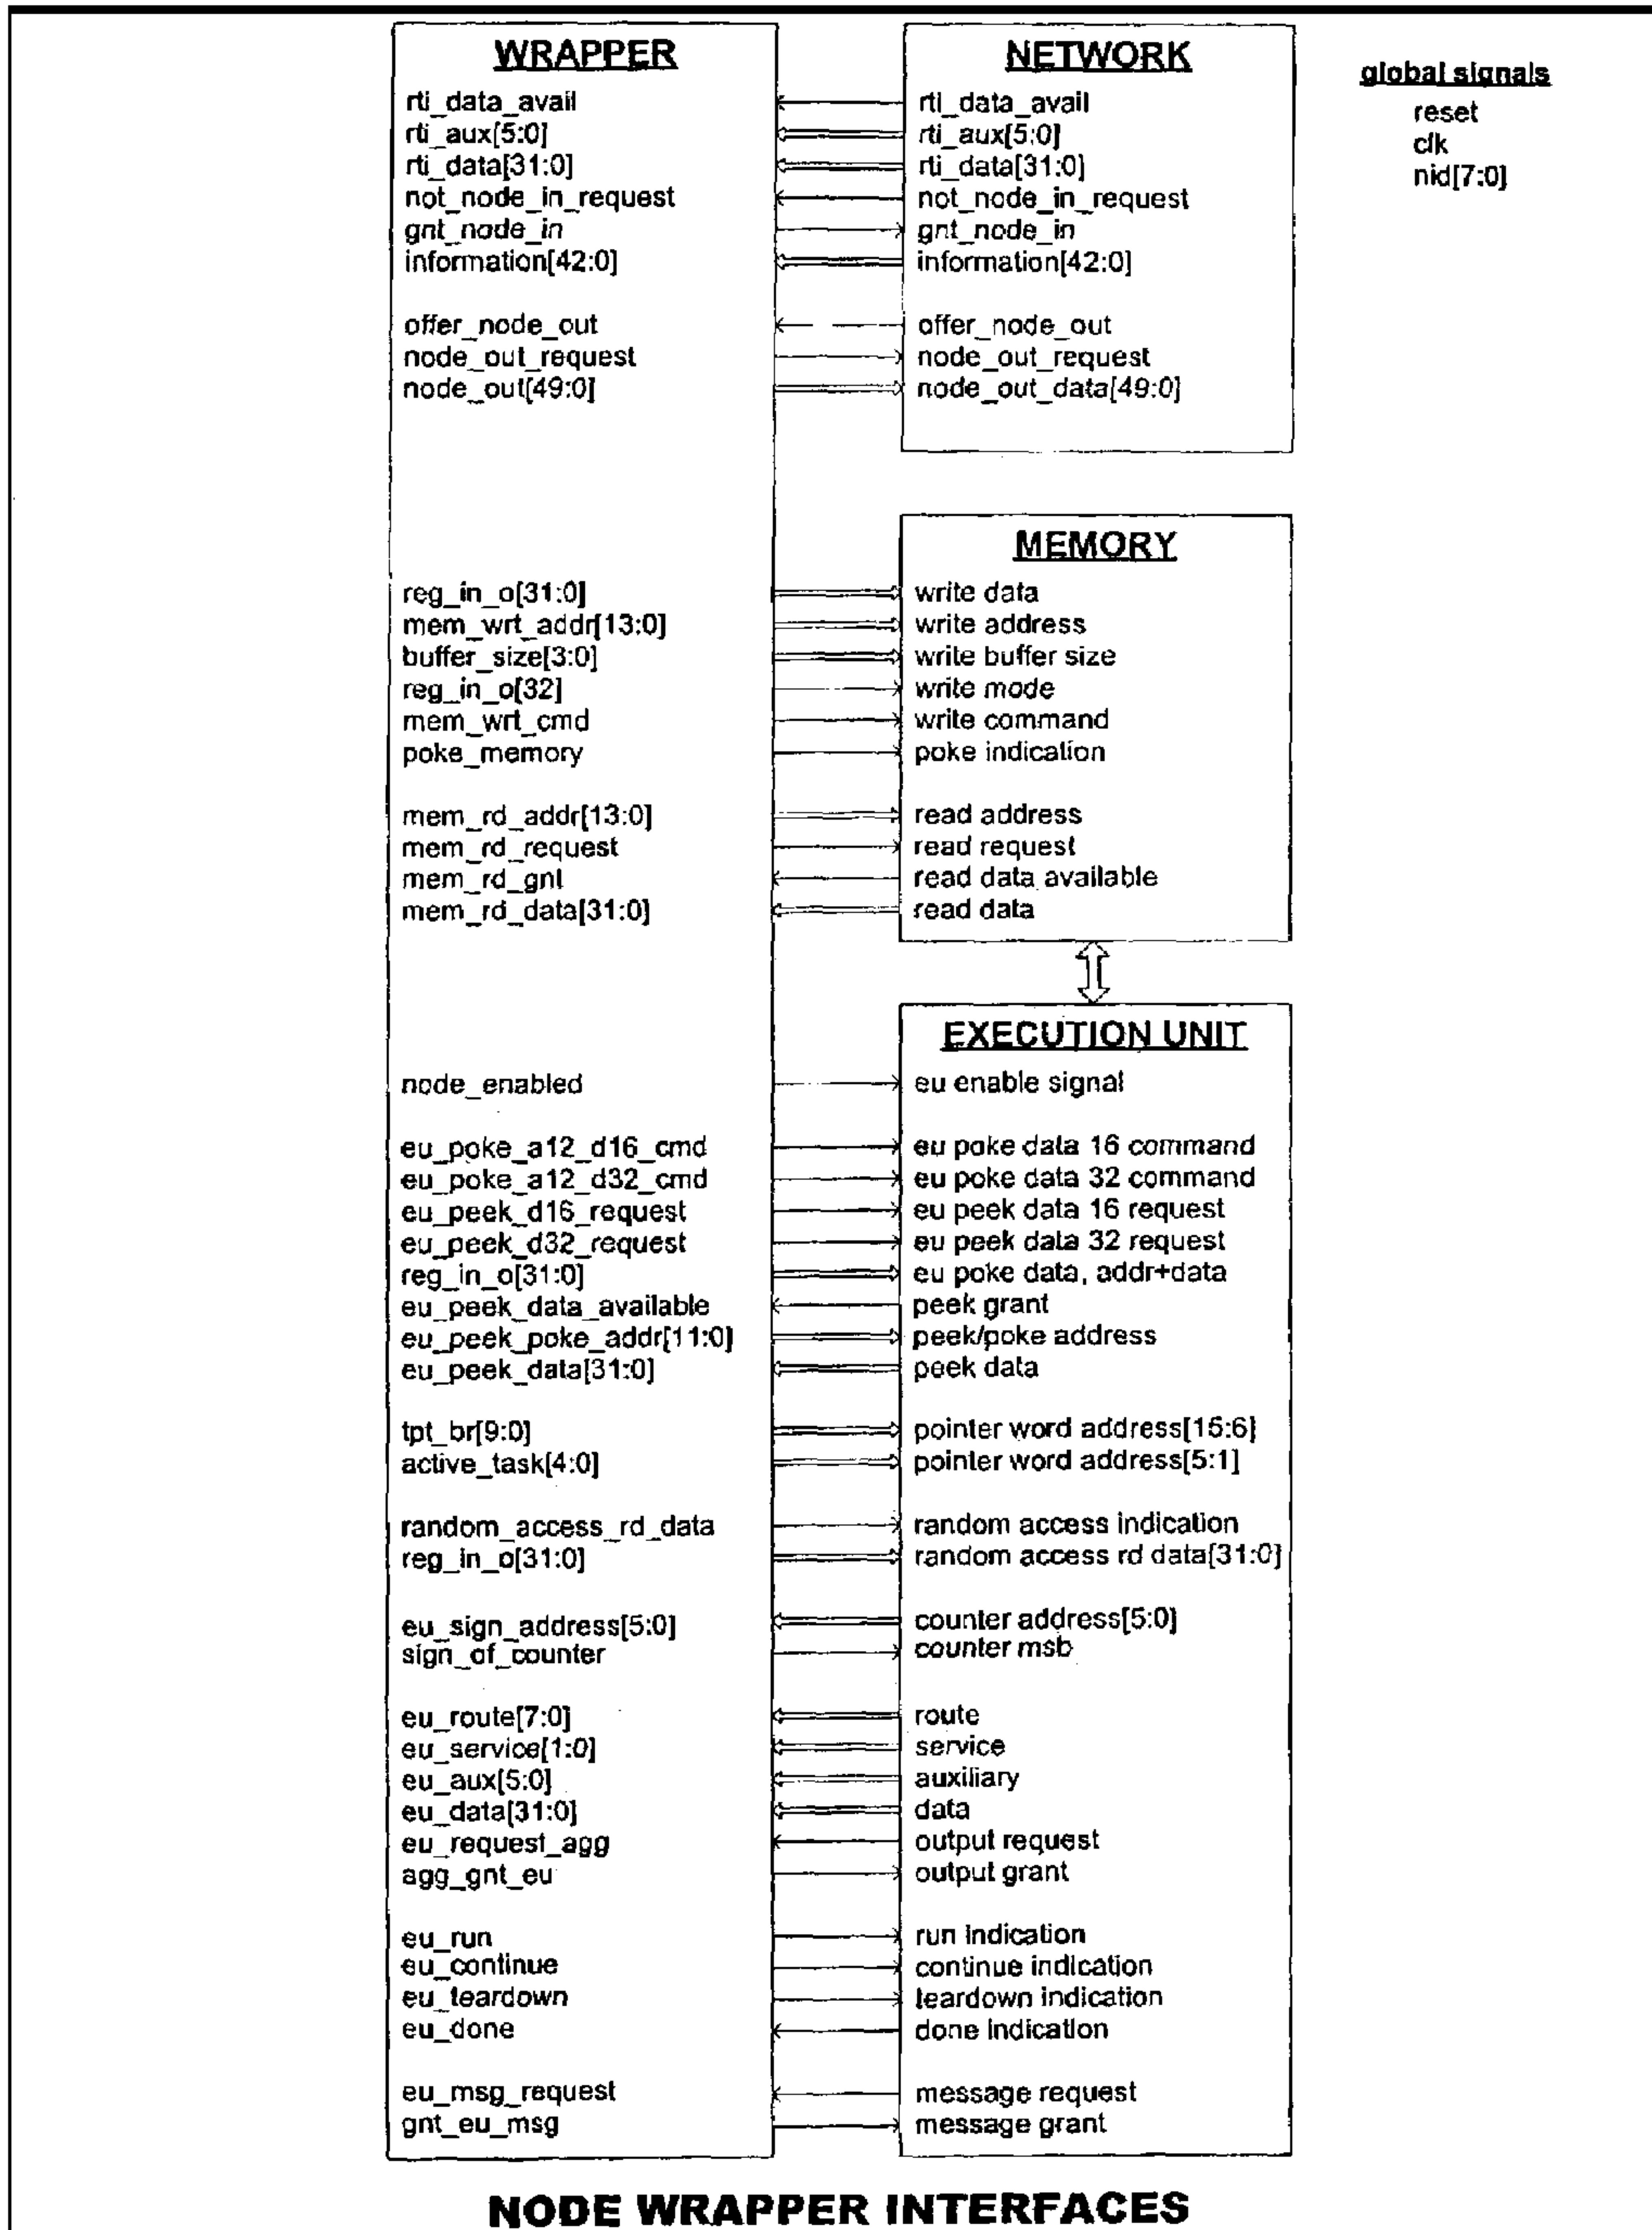 WRAPPER
rti_data_avail
rti_aux[5:0]
rti_data[31:0]
not_node_in_request
gnt_node_in
information[42:0]
offer_node_out
node_out_request
node_out[49:0]
reg_in_o[31:0]
mem_wrt_addr[13:0]
buffer_size[3:0]
reg_in_o[32]
mem_wrt_cmd
poke_memory
mem_rd_addr[13:0]
mem_rd_request
mem_rd_gnt
mem_rd_data[31:0]
node_enabled
eu_poke_a12_d16_cmd
eu_poke_a12_d32_cmd
eu_peek_d16_request
eu_peek_d32_request
reg_in_o[31:0]
eu_peek_data_available
eu_peek_poke_addr[11:0]
eu_peek_data[31:0]
tpt_br[9:0]
active_task[4:0]
random_access_rd_data
reg_in_o[31:0]
eu_sign_address[5:0]
sign_of_counter
eu_route[7:0]
eu_service[1:0]
eu_aux[5:0]
eu_data[31:0]
eu_request_agg
agg_gnt_eu
eu_run
eu_continue
eu_teardown
eu_done
eu_msg_request
gnt_eu_msg
NETWORK
rti_data_avail
rti_aux[5:0]
rti_data[31:0]
not_node_in_request
gnt_node_in
information[42:0]
offer_node_out
node_out_request
node_out_data[49:0]
MEMORY
write data
write address
write buffer size
write mode
write command
poke indication
read address
read request
read data available
read data
EXECUTION UNIT
eu enable signal
eu poke data 16 command
eu poke data 32 command
eu peek data 16 request
eu peek data 32 request
eu poke data, addr+data
peek grant
peek/poke address
peek data
pointer word address[15:6]
pointer word address[5:1]
random access indication
random access rd data[31:0]
counter address[5:0]
counter msb
route
service
auxiliary
data
output request
output grant
run indication
continue indication
teardown indication
done indication
message request
message grant
global signals
reset
clk
nid[7:0]
NODE WRAPPER INTERFACES